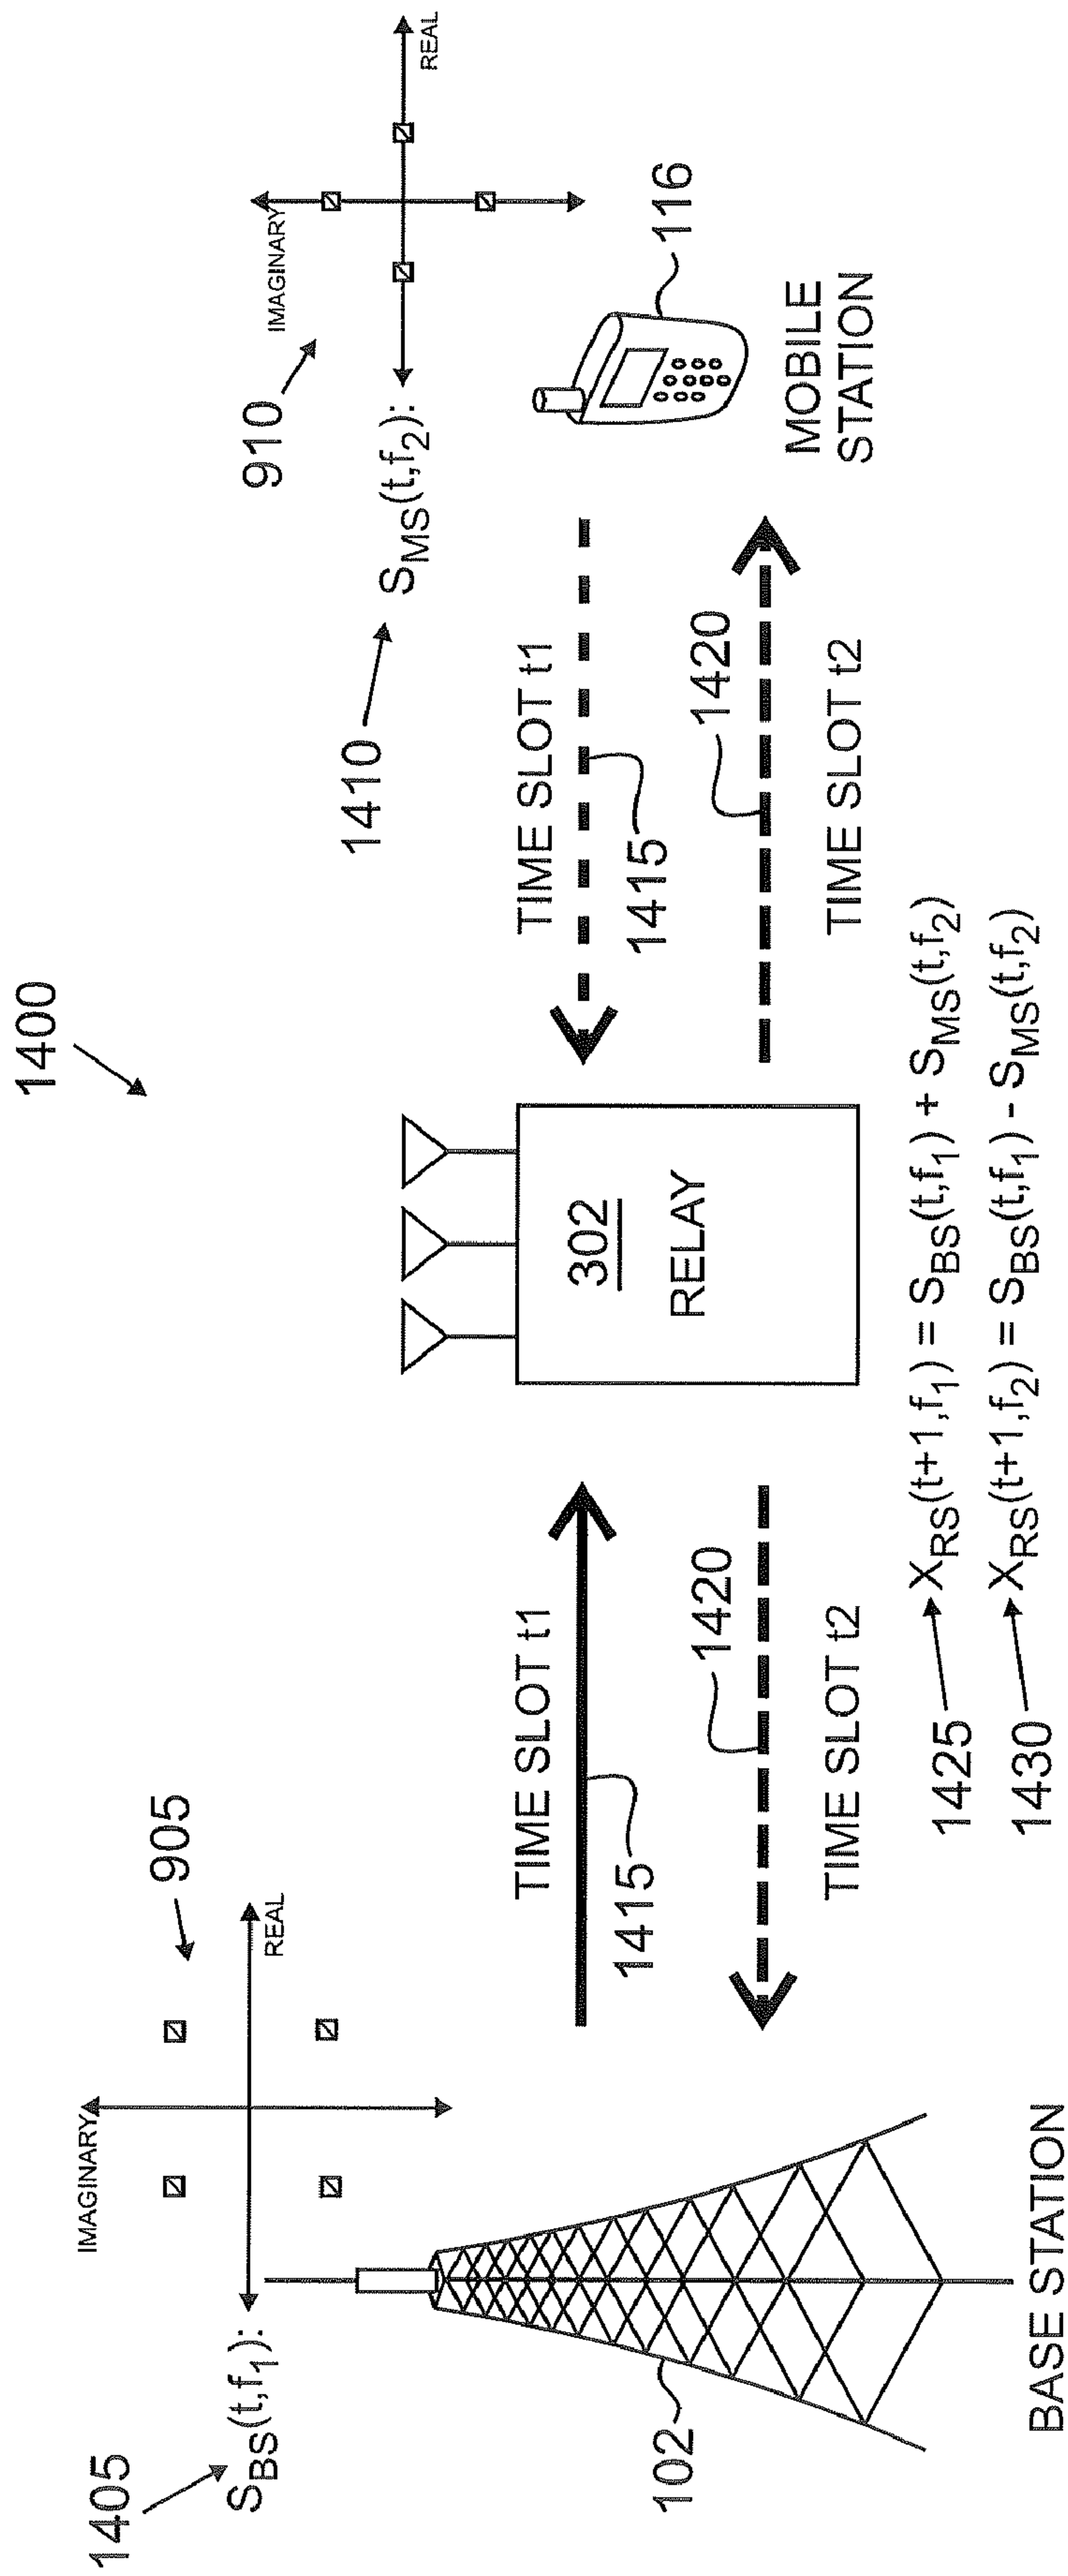 1400
1405
S_BS(t,f_1):
IMAGINARY
REAL
905
910
IMAGINARY
REAL
1410
S_MS(t,f_2):
116
MOBILE
STATION
TIME SLOT t1
1415
1420
TIME SLOT t2
302
RELAY
TIME SLOT t1
1415
1420
TIME SLOT t2
102
BASE STATION
1425
X_RS(t+1,f_1) = S_BS(t,f_1) + S_MS(t,f_2)
1430
X_RS(t+1,f_2) = S_BS(t,f_1) - S_MS(t,f_2)